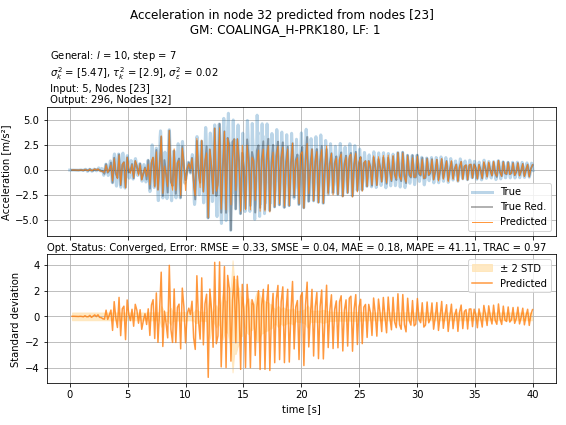 Acceleration in node 32 predicted from nodes [23]
GM: COALINGA_H-PRK180, LF: 1
General: l = 10, step = 7
σ²ₖ = [5.47], τ²ₖ = [2.9], σ²ε = 0.02
Input: 5, Nodes [23]
Output: 296, Nodes [32]
Acceleration [m/s²]
5.0
2.5
0.0
−2.5
−5.0
True
True Red.
Predicted
Opt. Status: Converged, Error: RMSE = 0.33, SMSE = 0.04, MAE = 0.18, MAPE = 41.11, TRAC = 0.97
Standard deviation
4
2
0
−2
−4
± 2 STD
Predicted
0 5 10 15 20 25 30 35 40
time [s]